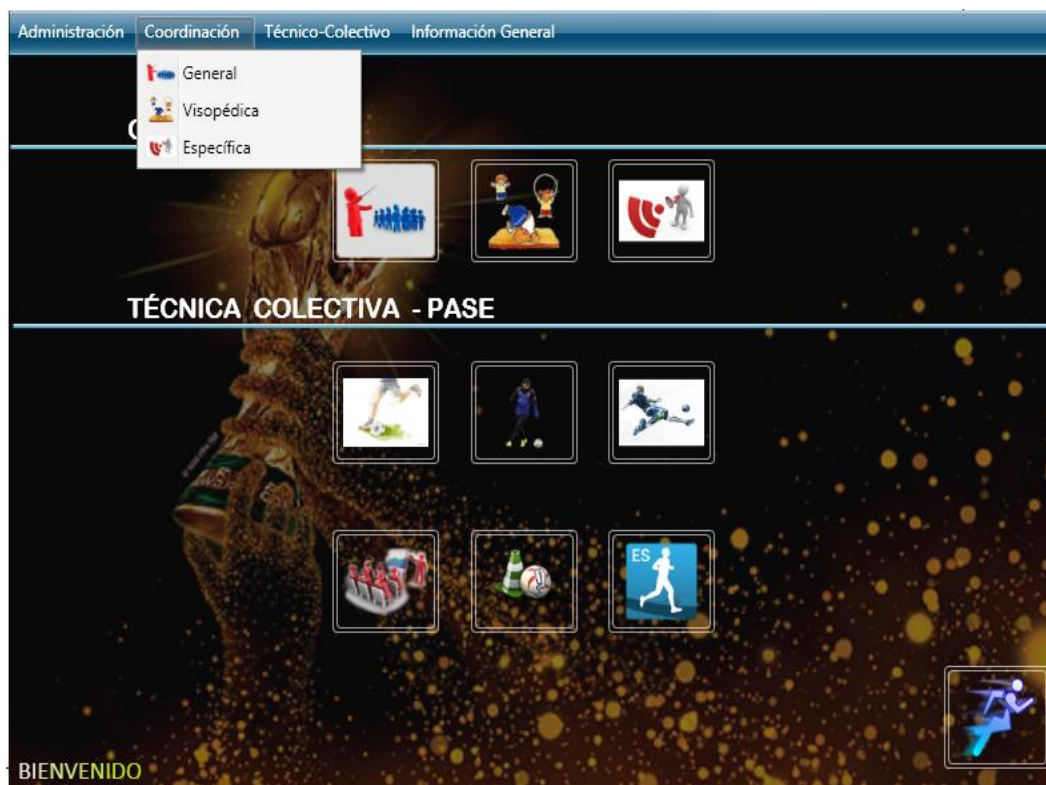 Administración Coordinación Técnico-Colectivo Información General
General
Visopédica
Específica
TÉCNICA COLECTIVA - PASE
ES
BIENVENIDO